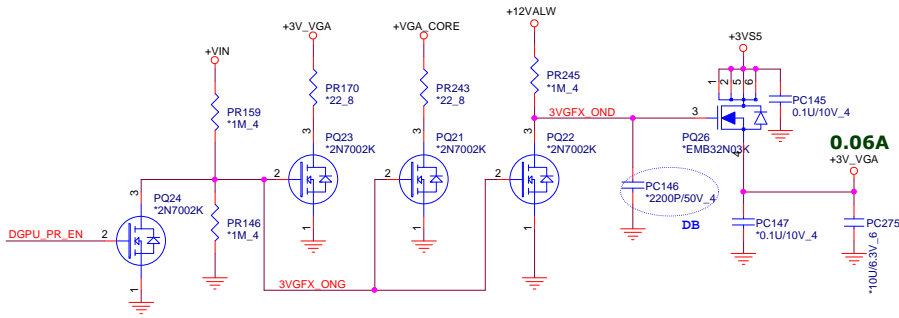 +12VALW
+3V_VGA
+VGA_CORE
+3VS5
+VIN
PR170
*22_8
PR243
*22_8
PR245
*1M_4
PR159
*1M_4
1
2
5
6
PC145
0.1U/10V_4
3VGFX_OND
3
PQ26
*EMB32N03K
4
0.06A
+3V_VGA
3
PQ23
*2N7002K
2
1
3
PQ21
*2N7002K
2
1
3
PQ22
*2N7002K
2
1
3
PQ24
*2N7002K
2
1
DGPU_PR_EN
PR146
*1M_4
PC146
*2200P/50V_4
DB
PC147
*0.1U/10V_4
PC275
*10U/6.3V_6
3VGFX_ONG